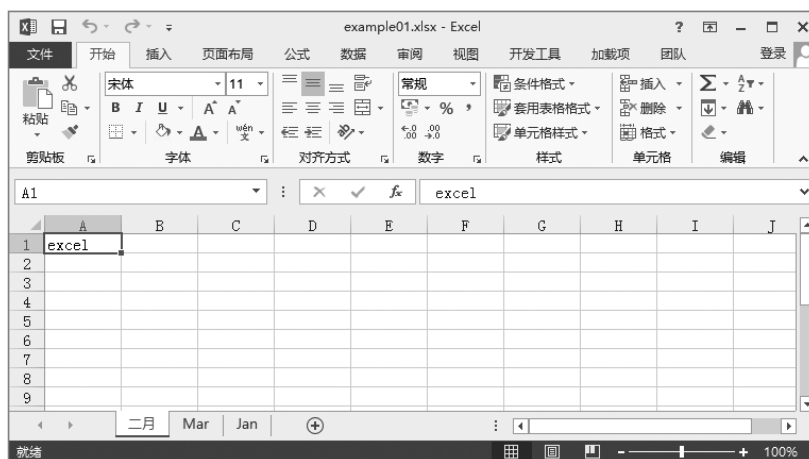 example01.xlsx - Excel
文件 开始 插入 页面布局 公式 数据 审阅 视图 开发工具 加载项 团队 登录
宋体 11 常规 条件格式 插入
粘贴 B I U A A % 套用表格格式 删除
A wén 文 .00 .0 单元格样式 格式
剪贴板 字体 对齐方式 数字 样式 单元格 编辑
A1 fx excel
A B C D E F G H I J
1 excel
2
3
4
5
6
7
8
9
二月 Mar Jan
就绪 100%